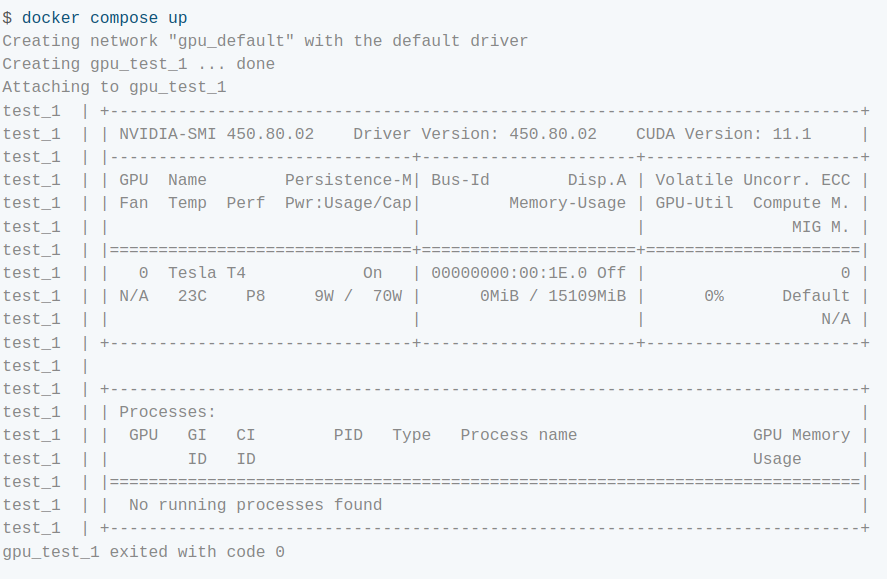 $ docker compose up
Creating network "gpu_default" with the default driver
Creating gpu_test_1 ... done
Attaching to gpu_test_1
test_1  | +-----------------------------------------------------------------------------+
test_1  | | NVIDIA-SMI 450.80.02    Driver Version: 450.80.02    CUDA Version: 11.1     |
test_1  | |-------------------------------+----------------------+----------------------+
test_1  | | GPU  Name        Persistence-M| Bus-Id        Disp.A | Volatile Uncorr. ECC |
test_1  | | Fan  Temp  Perf  Pwr:Usage/Cap|         Memory-Usage | GPU-Util  Compute M. |
test_1  | |                               |                      |               MIG M. |
test_1  | |===============================+======================+======================|
test_1  | |   0  Tesla T4            On   | 00000000:00:1E.0 Off |                    0 |
test_1  | | N/A   23C    P8     9W /  70W |      0MiB / 15109MiB |      0%      Default |
test_1  | |                               |                      |                  N/A |
test_1  | +-------------------------------+----------------------+----------------------+
test_1  |
test_1  | +-----------------------------------------------------------------------------+
test_1  | | Processes:                                                                  |
test_1  | |  GPU   GI   CI        PID   Type   Process name                  GPU Memory |
test_1  | |        ID   ID                                                   Usage      |
test_1  | |=============================================================================|
test_1  | |  No running processes found                                                 |
test_1  | +-----------------------------------------------------------------------------+
gpu_test_1 exited with code 0